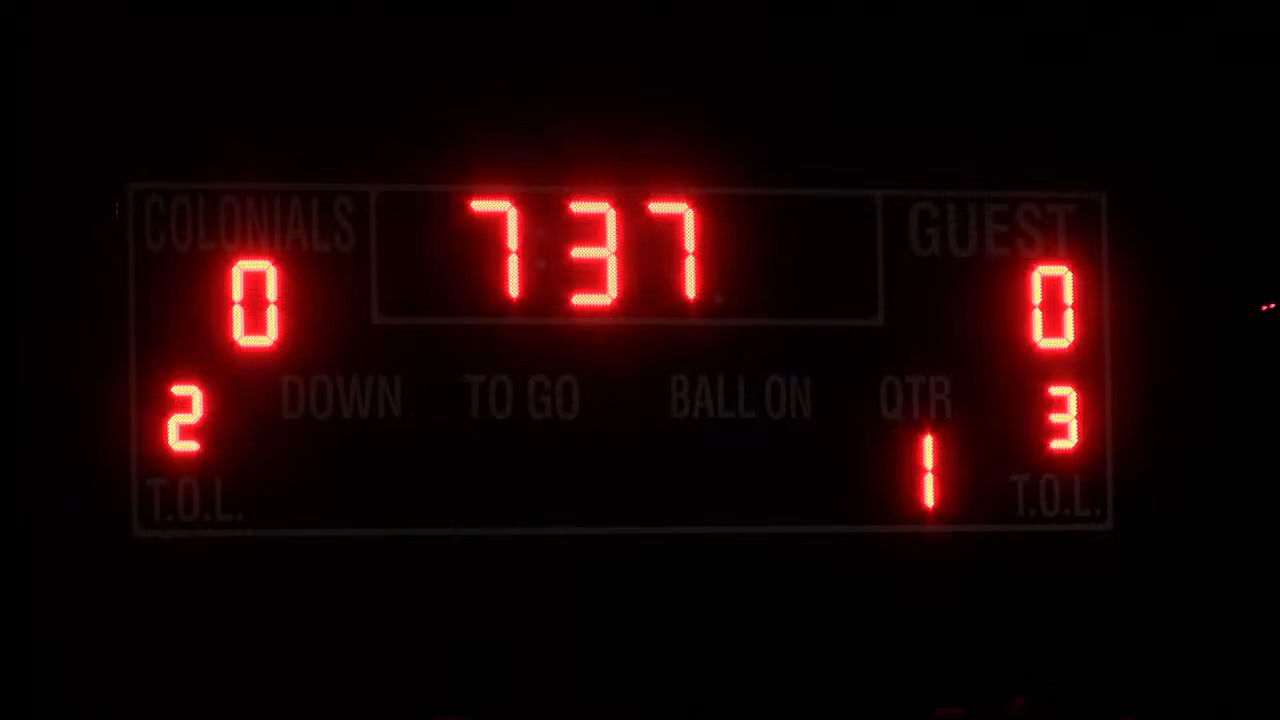 COLONIALS 7:37 GUEST
0 0
DOWN TO GO BALL ON QTR
2 3
1
T.O.L. T.O.L.